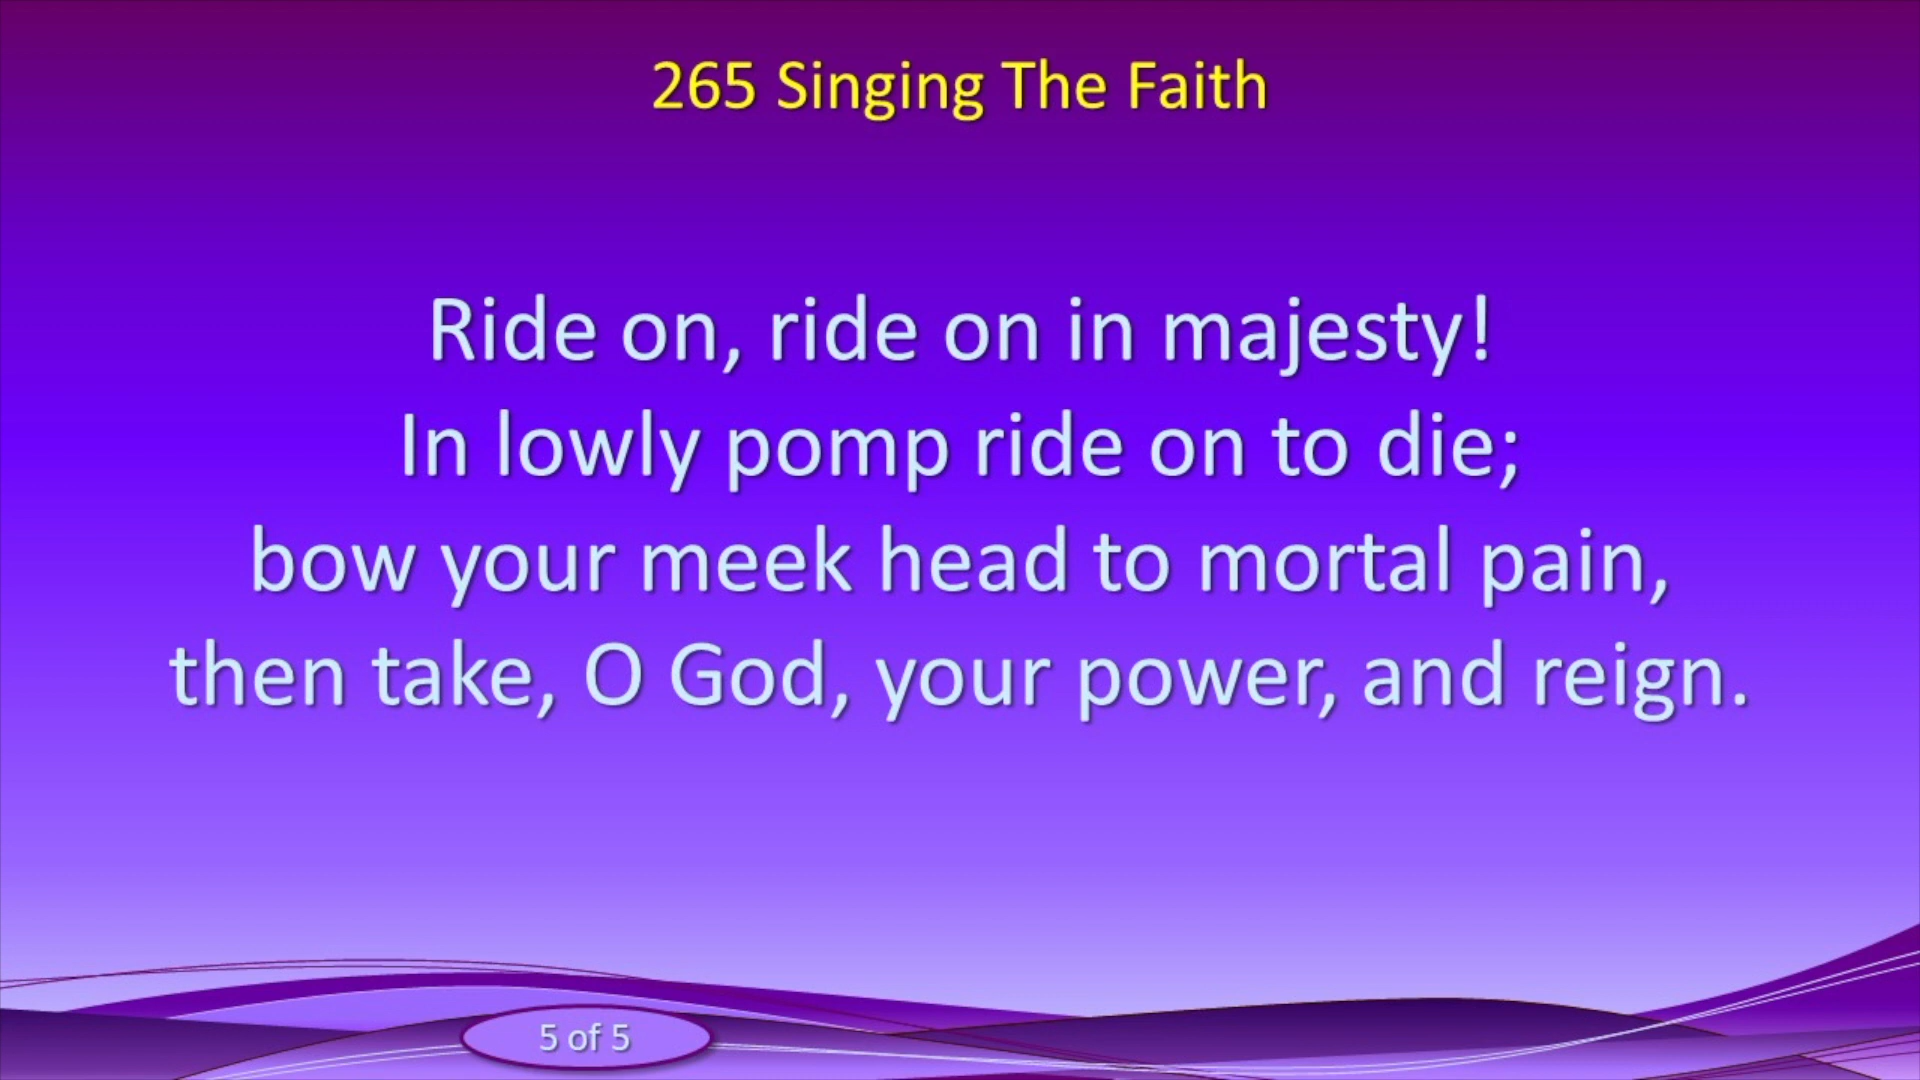 265 Singing The Faith
Ride on, ride on in majesty!
In lowly pomp ride on to die;
bow your meek head to mortal pain,
then take, O God, your power, and reign.
5 of 5